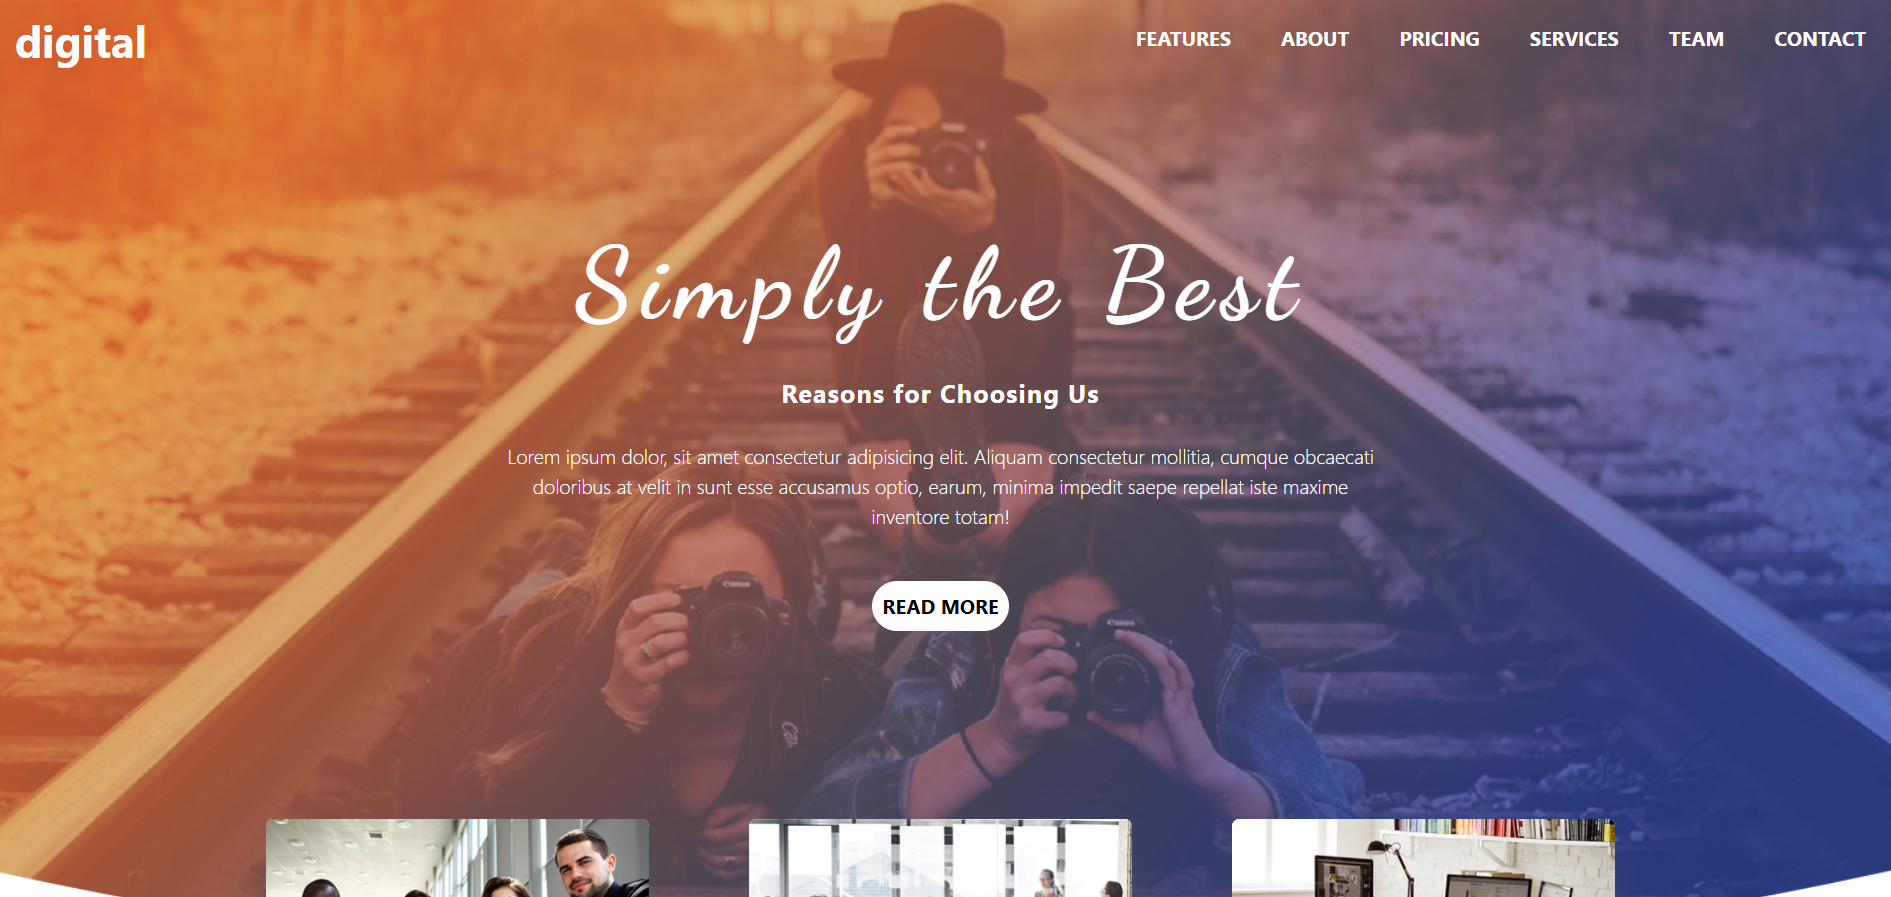 digital
FEATURES ABOUT PRICING SERVICES TEAM CONTACT
Simply the Best
Reasons for Choosing Us
Lorem ipsum dolor, sit amet consectetur adipisicing elit. Aliquam consectetur mollitia, cumque obcaecati
doloribus at velit in sunt esse accusamus optio, earum, minima impedit saepe repellat iste maxime
inventore totam!
Canon
READ MORE
Canon